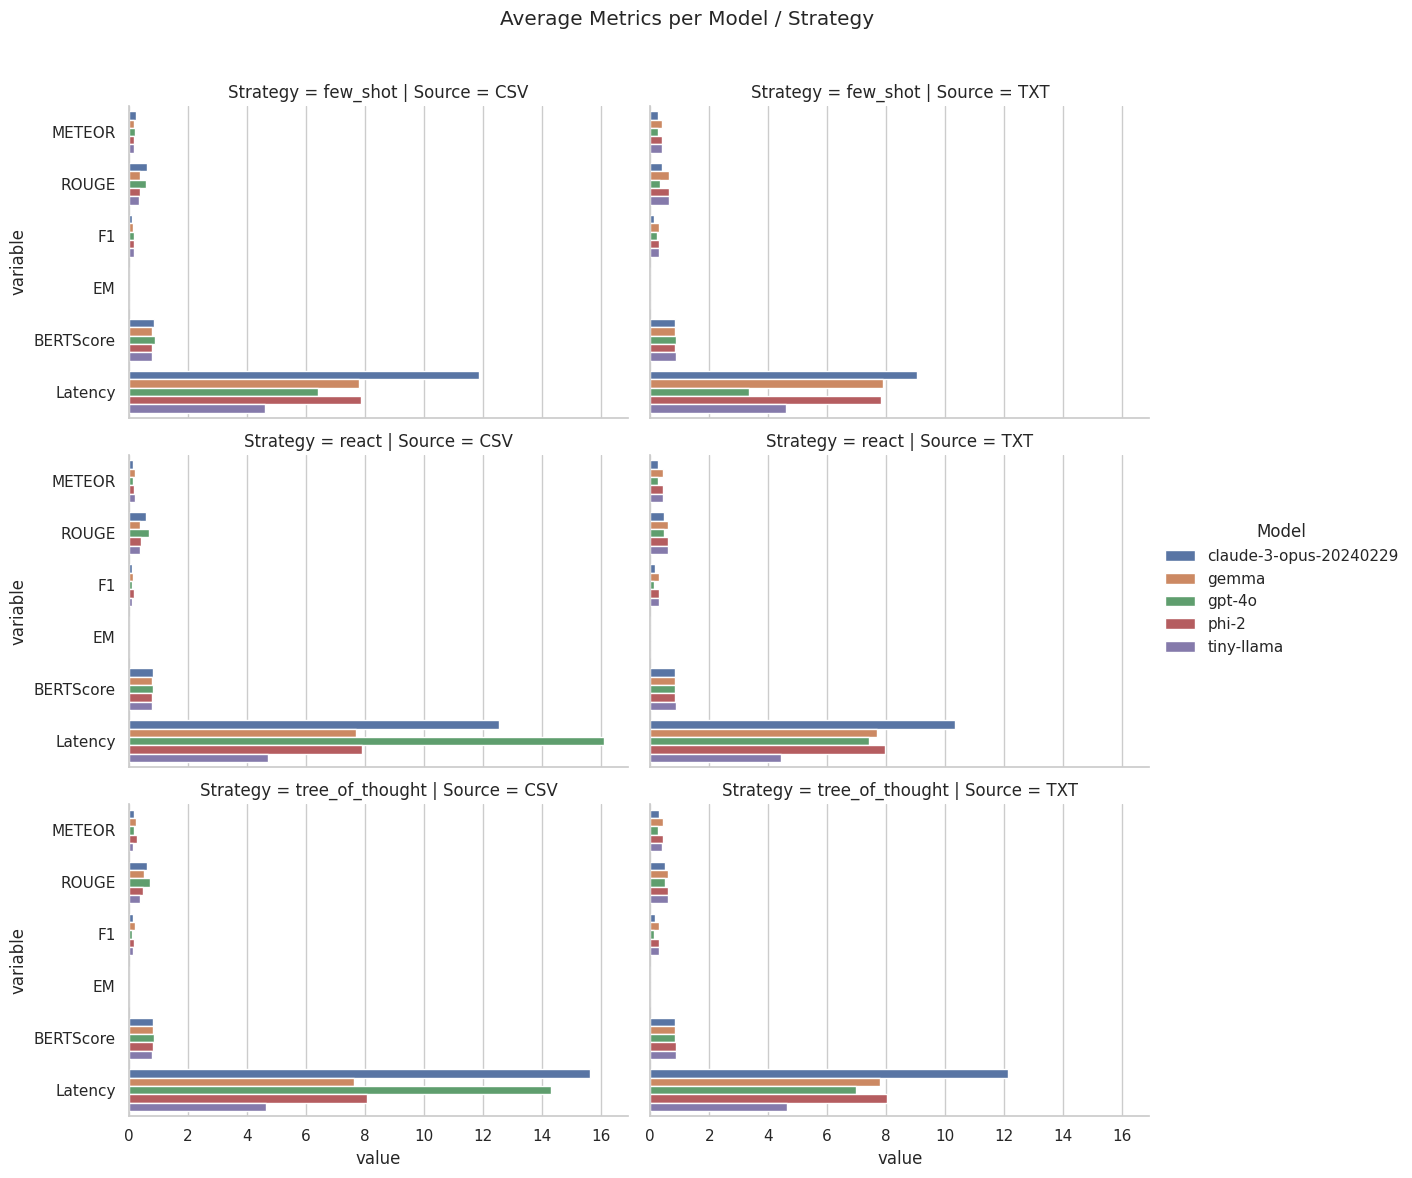 Average Metrics per Model / Strategy
Strategy = few_shot | Source = CSV
Strategy = few_shot | Source = TXT
METEOR
ROUGE
F1
EM
BERTScore
Latency
variable
Strategy = react | Source = CSV
Strategy = react | Source = TXT
METEOR
ROUGE
F1
EM
BERTScore
Latency
variable
Model
claude-3-opus-20240229
gemma
gpt-4o
phi-2
tiny-llama
Strategy = tree_of_thought | Source = CSV
Strategy = tree_of_thought | Source = TXT
METEOR
ROUGE
F1
EM
BERTScore
Latency
variable
0 2 4 6 8 10 12 14 16
value
0 2 4 6 8 10 12 14 16
value